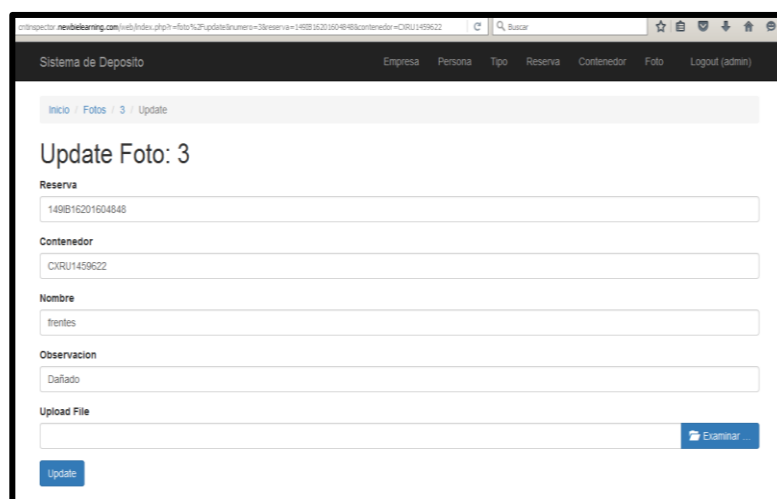 cntinspector.newbielearning.com/web/index.php?r=foto%2Fupdate&numero=3&reserva=149IB16201604848&contenedor=CXRU1459622 Buscar
Sistema de Deposito Empresa Persona Tipo Reserva Contenedor Foto Logout (admin)
Inicio / Fotos / 3 / Update
Update Foto: 3
Reserva
149IB16201604848
Contenedor
CXRU1459622
Nombre
frentes
Observacion
Dañado
Upload File
Examinar ...
Update